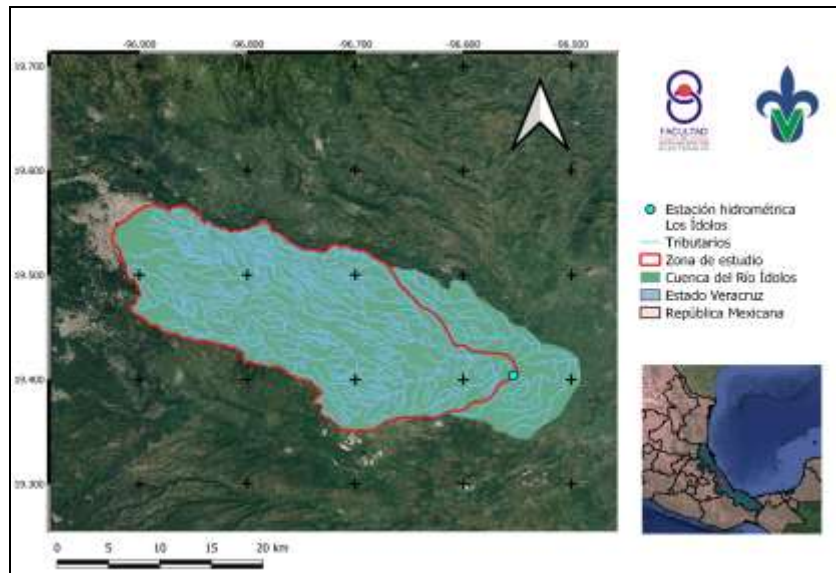 -96.900 -96.800 -96.700 -96.600 -96.500
19.700
19.600
19.500
19.400
19.300
0 5 10 15 20 km
FACULTAD
Estación hidrométrica
Los Ídolos
Tributarios
Zona de estudio
Cuenca del Río Ídolos
Estado Veracruz
República Mexicana